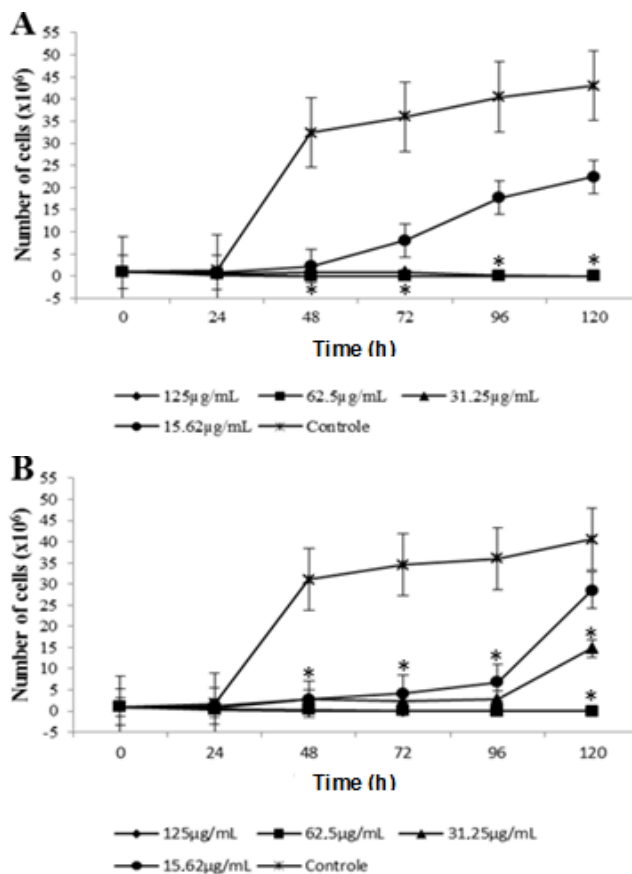 A
Number of cells (x10⁶)
55
50
45
40
35
30
25
20
15
10
5
0
-5
* * * *
0 24 48 72 96 120
Time (h)
125µg/mL 62.5µg/mL 31.25µg/mL
15.62µg/mL Controle
B
Number of cells (x10⁶)
55
50
45
40
35
30
25
20
15
10
5
0
-5
* * * * *
0 24 48 72 96 120
Time (h)
125µg/mL 62.5µg/mL 31.25µg/mL
15.62µg/mL Controle